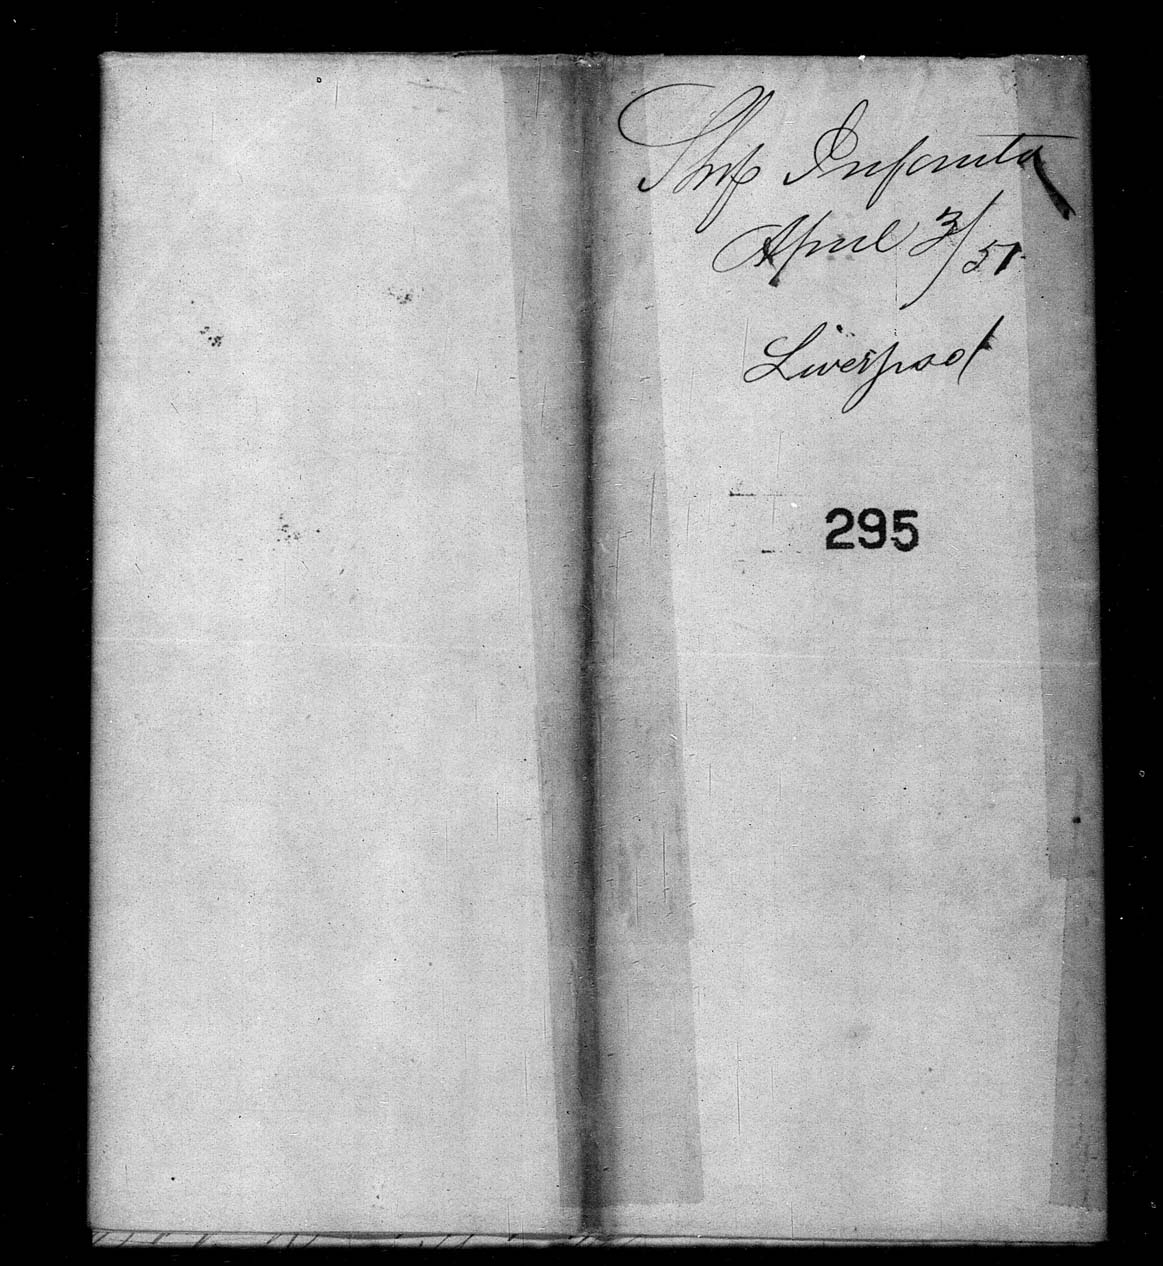 Ship Infanta
April 3/51
Liverpool
295